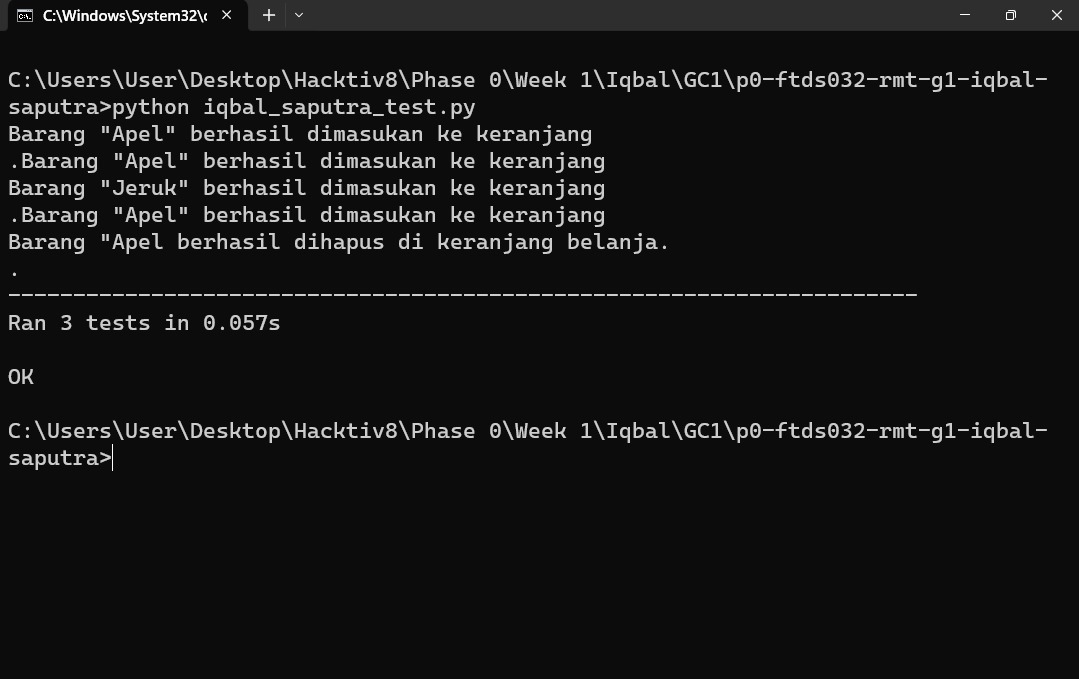 C:\Windows\System32\c
C:\Users\User\Desktop\Hacktiv8\Phase 0\Week 1\Iqbal\GC1\p0-ftds032-rmt-g1-iqbal-
saputra>python iqbal_saputra_test.py
Barang "Apel" berhasil dimasukan ke keranjang
.Barang "Apel" berhasil dimasukan ke keranjang
Barang "Jeruk" berhasil dimasukan ke keranjang
.Barang "Apel" berhasil dimasukan ke keranjang
Barang "Apel berhasil dihapus di keranjang belanja.
.
----------------------------------------------------------------------
Ran 3 tests in 0.057s
OK
C:\Users\User\Desktop\Hacktiv8\Phase 0\Week 1\Iqbal\GC1\p0-ftds032-rmt-g1-iqbal-
saputra>